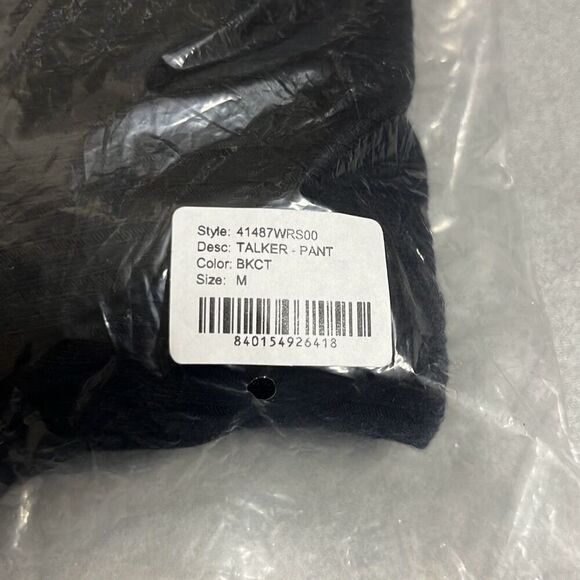 Style: 41487WRS00
Desc: TALKER - PANT
Color: BKCT
Size: M
840154926418